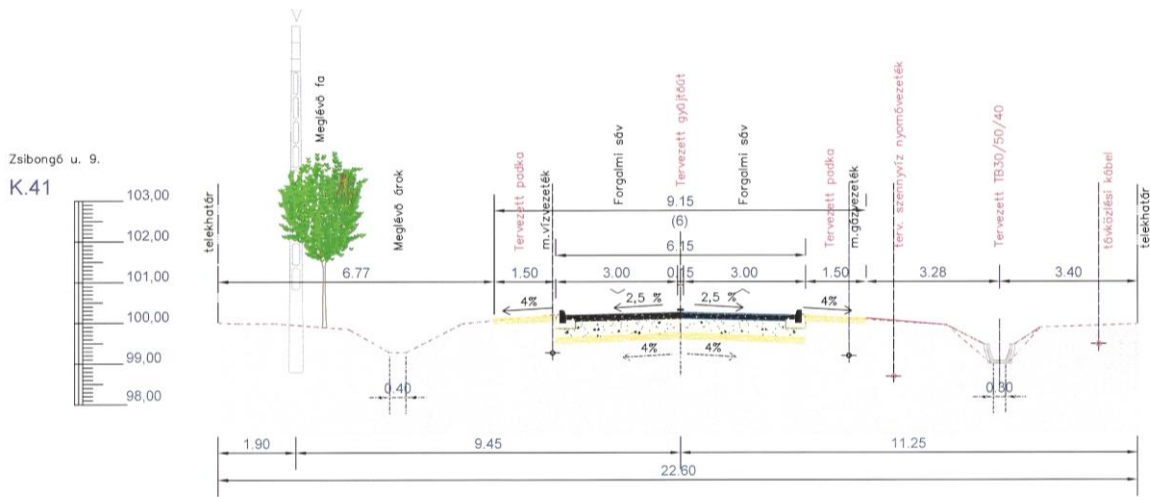 Zsibongó u. 9.
K.41
103,00
102,00
101,00
100,00
99,00
98,00
telekhatár
Meglévő fa
Meglévő árok
Tervezett padka
m.vízvezeték
Forgalmi sáv
Tervezett gyűjtőút
Forgalmi sáv
Tervezett padka
m.gázvezeték
terv. szennyvíz nyomóvezeték
Tervezett TB30/50/40
távközlési kábel
telekhatár
9.15
(6)
6.15
6.77
1.50
3.00
0.15
3.00
1.50
3.28
3.40
4%
2,5 %
2,5 %
4%
4%
4%
0.40
0.30
1.90
9.45
11.25
22.60